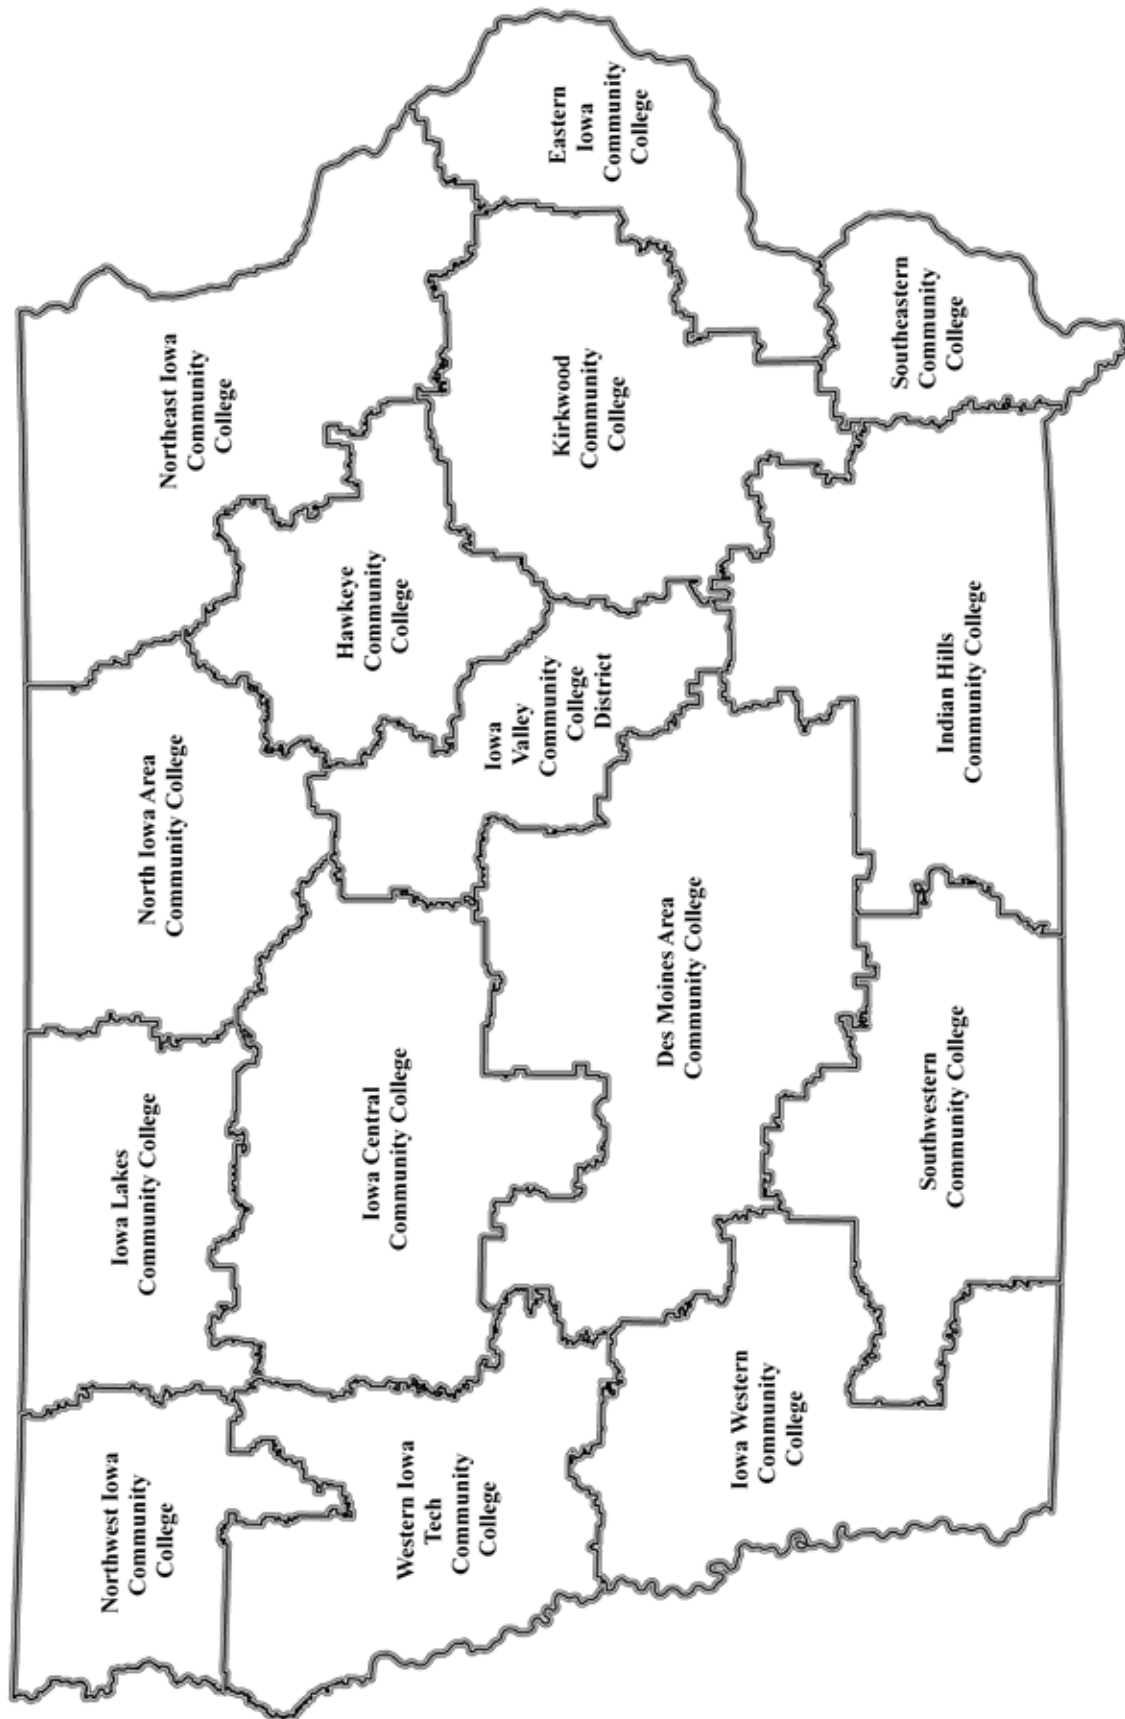 Northwest Iowa
Community
College
Iowa Lakes
Community College
North Iowa Area
Community College
Northeast Iowa
Community
College
Western Iowa
Tech
Community
College
Iowa Central
Community College
Hawkeye
Community
College
Iowa
Valley
Community
College
District
Kirkwood
Community
College
Eastern
Iowa
Community
College
Des Moines Area
Community College
Iowa Western
Community
College
Southwestern
Community College
Indian Hills
Community College
Southeastern
Community
College